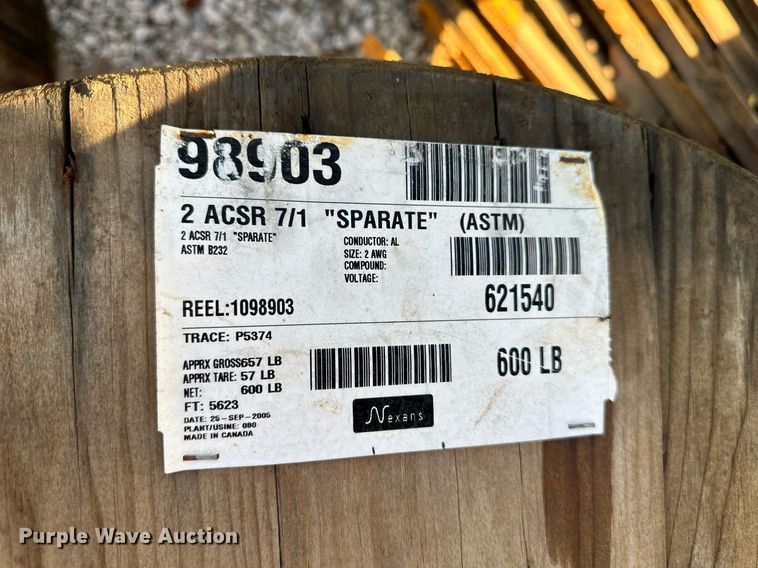 98903
2 ACSR 7/1 "SPARATE" (ASTM)
2 ACSR 7/1 "SPARATE"
ASTM B232
CONDUCTOR: AL
SIZE: 2 AWG
COMPOUND:
VOLTAGE:
REEL:1098903
621540
TRACE: P5374
APPRX GROSS657 LB
APPRX TARE: 57 LB
NET: 600 LB
FT: 5623
DATE: 25-SEP-2005
PLANT/USINE: 080
MADE IN CANADA
600 LB
Nexans
Purple Wave Auction